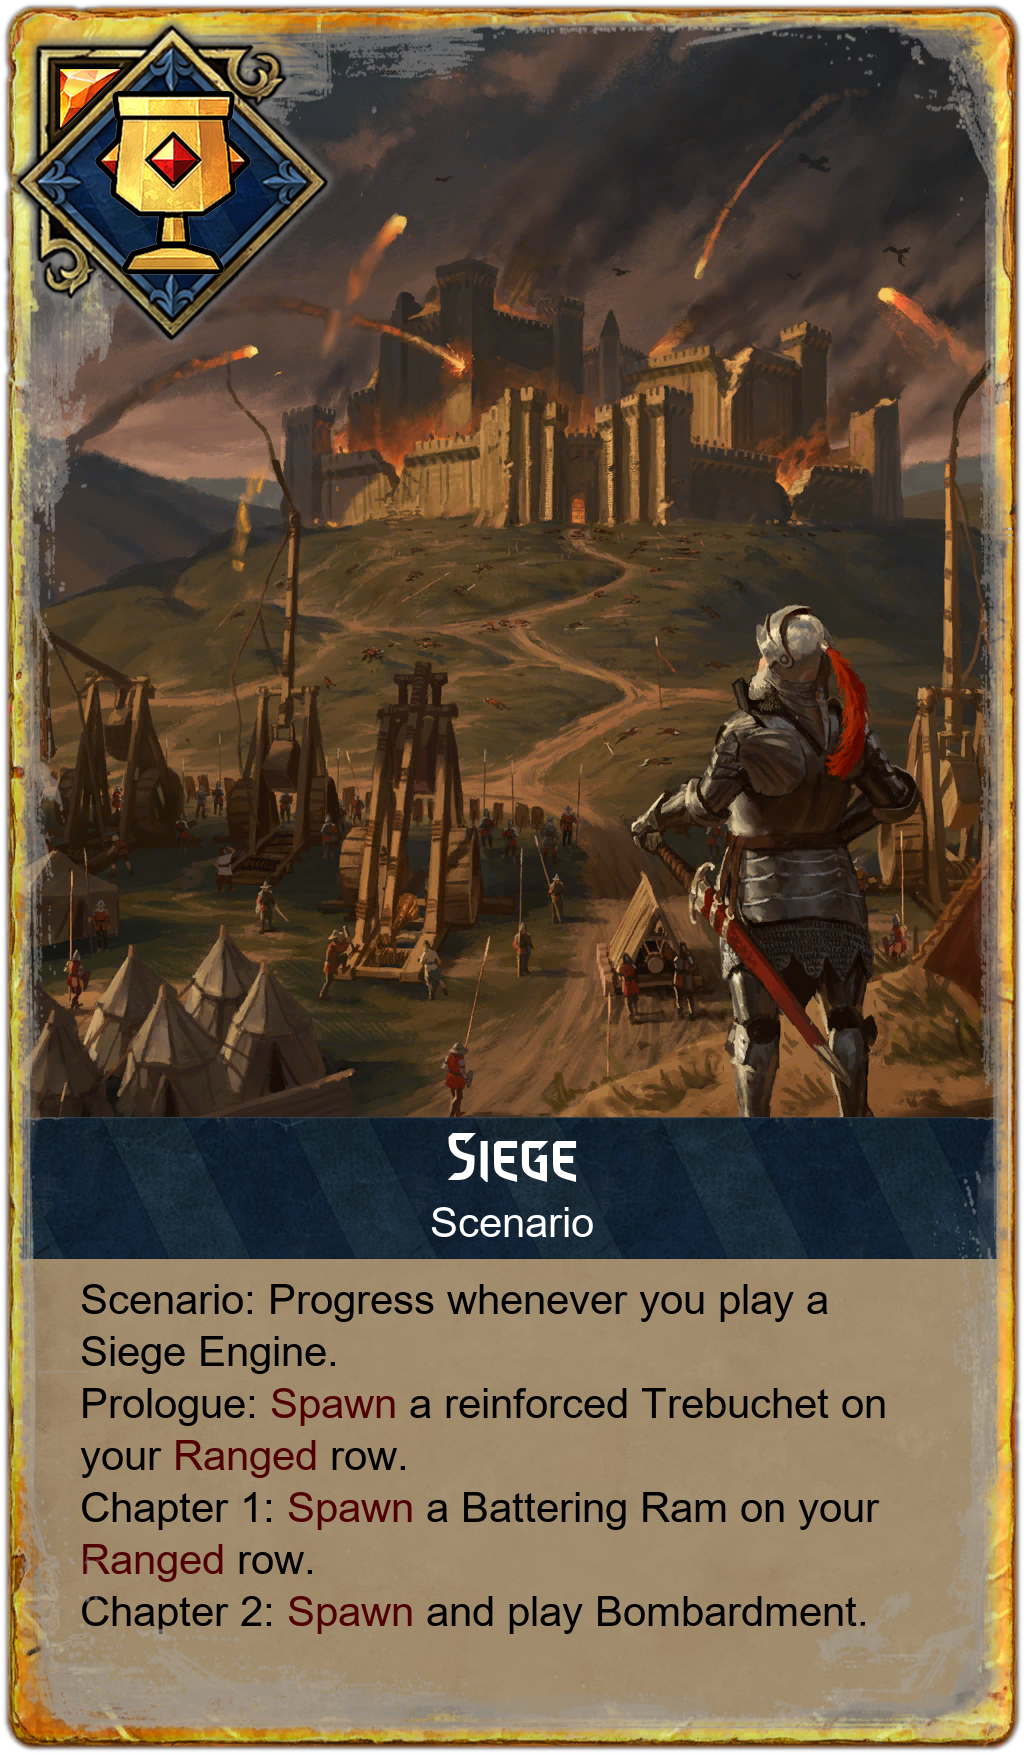 Siege
Scenario
Scenario: Progress whenever you play a
Siege Engine.
Prologue: Spawn a reinforced Trebuchet on
your Ranged row.
Chapter 1: Spawn a Battering Ram on your
Ranged row.
Chapter 2: Spawn and play Bombardment.